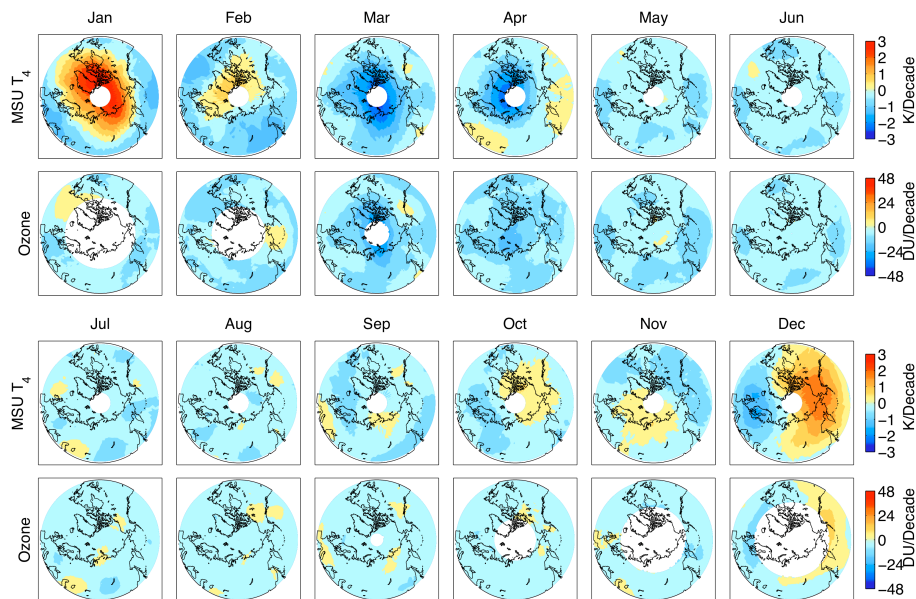 Jan Feb Mar Apr May Jun
MSU T4
3
2
1
0
−1
−2
−3
K/Decade
Ozone
48
24
0
−24
−48
DU/Decade
Jul Aug Sep Oct Nov Dec
MSU T4
3
2
1
0
−1
−2
−3
K/Decade
Ozone
48
24
0
−24
−48
DU/Decade